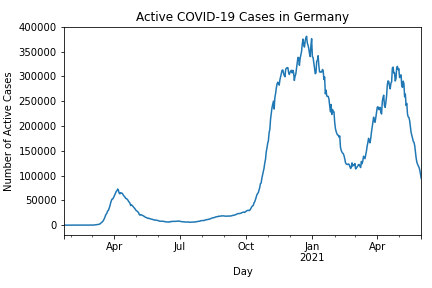 Active COVID-19 Cases in Germany
Number of Active Cases
400000
350000
300000
250000
200000
150000
100000
50000
0
Apr
Jul
Oct
Jan
2021
Apr
Day